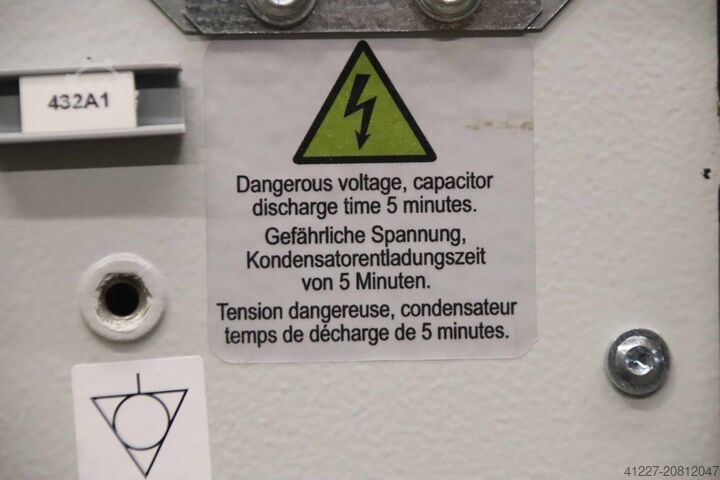 432A1
Dangerous voltage, capacitor
discharge time 5 minutes.
Gefährliche Spannung,
Kondensatorentladungszeit
von 5 Minuten.
Tension dangereuse, condensateur
temps de décharge de 5 minutes.
41227-20812047